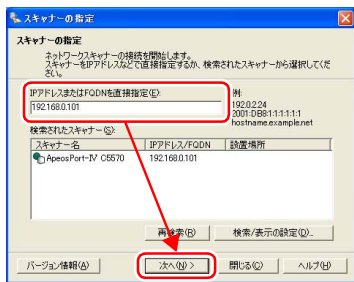 スキャナーの指定
スキャナーの指定
ネットワークスキャナーの接続を開始します。
スキャナーをIPアドレスなどで直接指定するか、検索されたスキャナーから選択してください。
IPアドレスまたはFQDNを直接指定(E):
192.168.0.101
例:
192.0.2.24
2001:DB8:1:1:1:1:1:1
hostname.example.net
検索されたスキャナー(S):
スキャナー名 IPアドレス/FQDN 設置場所
ApeosPort-IV C5570 192.168.0.101
再検索(R) 検索/表示の設定(O)...
バージョン情報(A) 次へ(N) > 閉じる(C) ヘルプ(H)